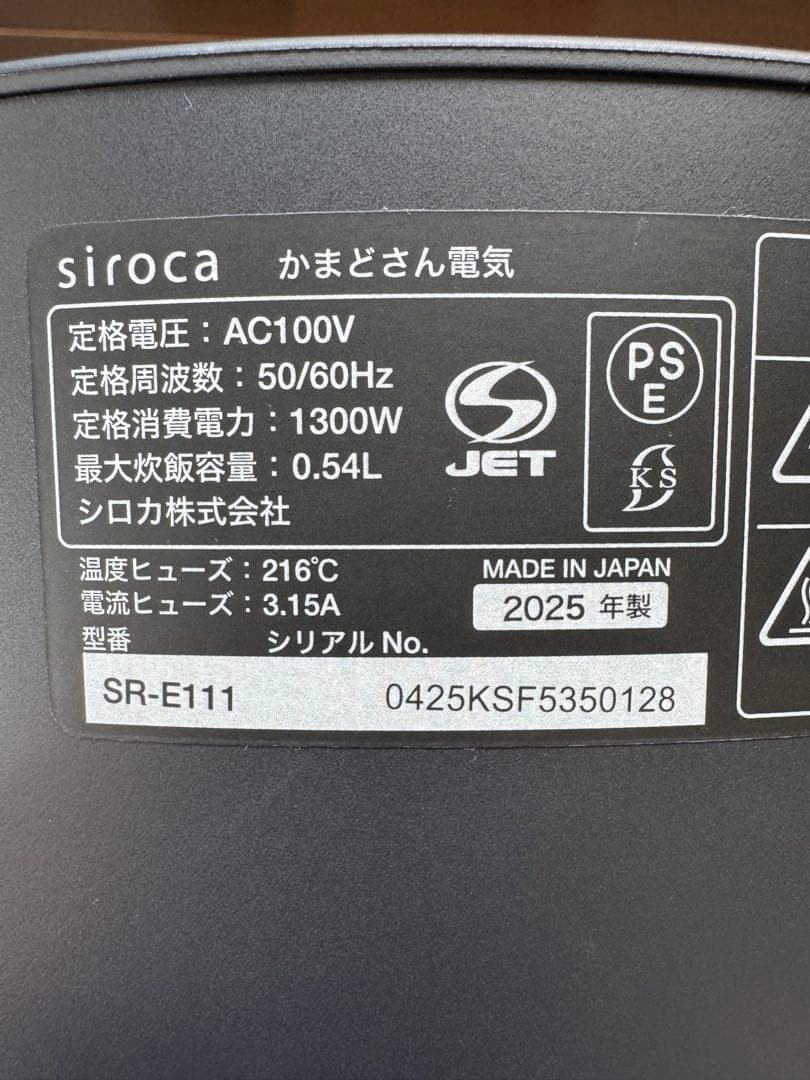 siroca かまどさん電気
定格電圧：AC100V
定格周波数：50/60Hz
定格消費電力：1300W
最大炊飯容量：0.54L
シロカ株式会社
JET
PS
E
KS
温度ヒューズ：216℃
電流ヒューズ：3.15A
MADE IN JAPAN
2025 年製
型番 シリアル No.
SR-E111 0425KSF5350128